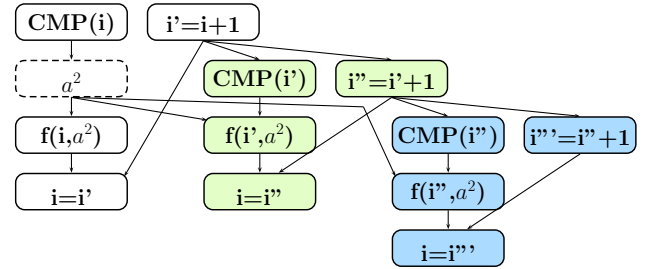 CMP(i) i'=i+1
a² CMP(i') i"=i'+1
f(i,a²) f(i',a²) CMP(i") i"'=i"+1
i=i' i=i" f(i",a²)
i=i"'